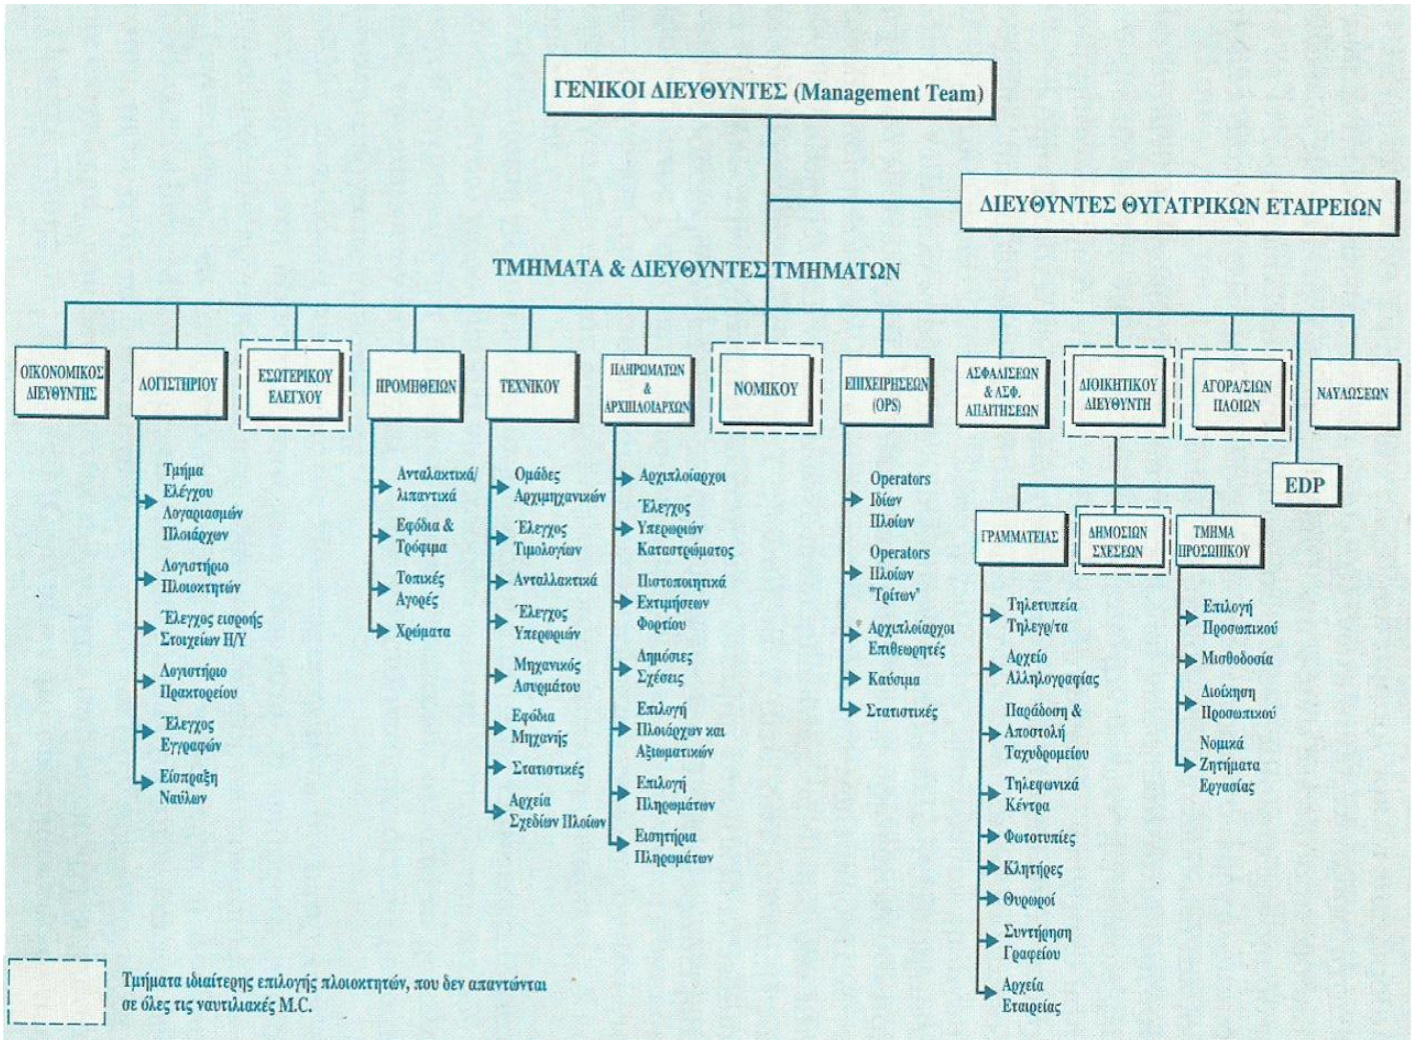 ΓΕΝΙΚΟΙ ΔΙΕΥΘΥΝΤΕΣ (Management Team)
ΔΙΕΥΘΥΝΤΕΣ ΘΥΓΑΤΡΙΚΩΝ ΕΤΑΙΡΕΙΩΝ
ΤΜΗΜΑΤΑ & ΔΙΕΥΘΥΝΤΕΣ ΤΜΗΜΑΤΩΝ
ΟΙΚΟΝΟΜΙΚΟΣ
ΔΙΕΥΘΥΝΤΗΣ
ΛΟΓΙΣΤΗΡΙΟΥ
ΕΣΩΤΕΡΙΚΟΥ
ΕΛΕΓΧΟΥ
ΠΡΟΜΗΘΕΙΩΝ
ΤΕΧΝΙΚΟΥ
ΠΛΗΡΩΜΑΤΩΝ
&
ΑΡΧΙΠΛΟΙΑΡΧΩΝ
ΝΟΜΙΚΟΥ
ΕΠΙΧΕΙΡΗΣΕΩΝ
(OPS)
ΑΣΦΑΛΙΣΕΩΝ
& ΑΣΦ.
ΑΠΑΙΤΗΣΕΩΝ
ΔΙΟΙΚΗΤΙΚΟΥ
ΔΙΕΥΘΥΝΤΗ
ΑΓΟΡΑ/ΣΙΩΝ
ΠΛΟΙΩΝ
ΝΑΥΛΩΣΕΩΝ
EDP
Τμήμα
Ελέγχου
Λογαριασμών
Πλοιάρχων
Λογιστήριο
Πλοιοκτητών
Έλεγχος εισροής
Στοιχείων Η/Υ
Λογιστήριο
Πρακτορείου
Έλεγχος
Εγγραφών
Είσπραξη
Ναύλων
Ανταλακτικά/
λιπαντικά
Εφόδια &
Τρόφιμα
Τοπικές
Αγορές
Χρώματα
Ομάδες
Αρχιμηχανικών
Έλεγχος
Τιμολογίων
Ανταλλακτικά
Έλεγχος
Υπερωριών
Μηχανικός
Ασυρμάτου
Εφόδια
Μηχανής
Στατιστικές
Αρχεία
Σχεδίων Πλοίων
Αρχιπλοίαρχοι
Έλεγχος
Υπερωριών
Καταστρώματος
Πιστοποιητικά
Εκτιμήσεων
Φορτίου
Δημόσιες
Σχέσεις
Επιλογή
Πλοιάρχων και
Αξιωματικών
Επιλογή
Πληρωμάτων
Εισητήρια
Πληρωμάτων
Operators
Ιδίων
Πλοίων
Operators
Πλοίων
"Τρίτων"
Αρχιπλοίαρχοι
Επιθεωρητές
Καύσιμα
Στατιστικές
ΓΡΑΜΜΑΤΕΙΑΣ
ΔΗΜΟΣΙΩΝ
ΣΧΕΣΕΩΝ
ΤΜΗΜΑ
ΠΡΟΣΩΠΙΚΟΥ
Τηλετυπεία
Τηλεγρ/τα
Αρχείο
Αλληλογραφίας
Παράδοση &
Αποστολή
Ταχυδρομείου
Τηλεφωνικά
Κέντρα
Φωτοτυπίες
Κλητήρες
Θυρωροί
Συντήρηση
Γραφείου
Αρχεία
Εταιρείας
Επιλογή
Προσωπικού
Μισθοδοσία
Διοίκηση
Προσωπικού
Νομικά
Ζητήματα
Εργασίας
Τμήματα ιδιαίτερης επιλογής πλοιοκτητών, που δεν απαντώνται
σε όλες τις ναυτιλιακές M.C.